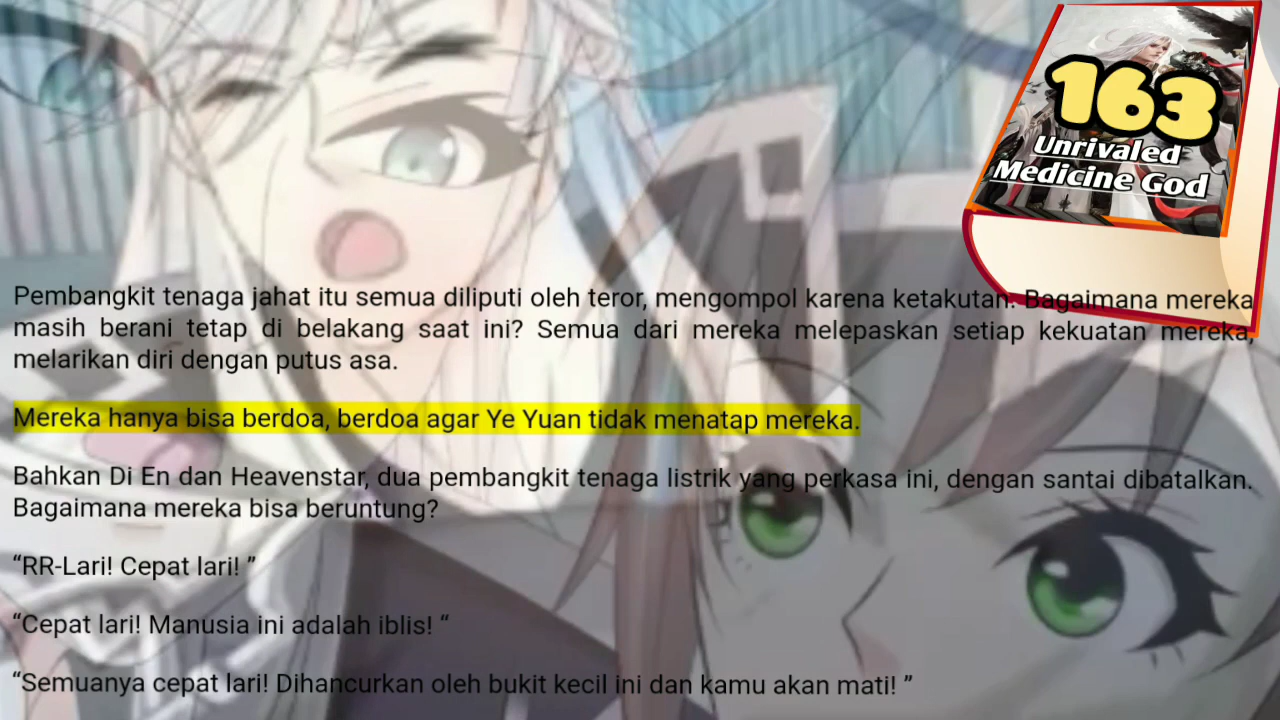 163
Unrivaled
Medicine God
Pembangkit tenaga jahat itu semua diliputi oleh teror, mengompol karena ketakutan. Bagaimana mereka
masih berani tetap di belakang saat ini? Semua dari mereka melepaskan setiap kekuatan mereka,
melarikan diri dengan putus asa.
Mereka hanya bisa berdoa, berdoa agar Ye Yuan tidak menatap mereka.
Bahkan Di En dan Heavenstar, dua pembangkit tenaga listrik yang perkasa ini, dengan santai dibatalkan.
Bagaimana mereka bisa beruntung?
“RR-Lari! Cepat lari! ”
“Cepat lari! Manusia ini adalah iblis! “
“Semuanya cepat lari! Dihancurkan oleh bukit kecil ini dan kamu akan mati! ”